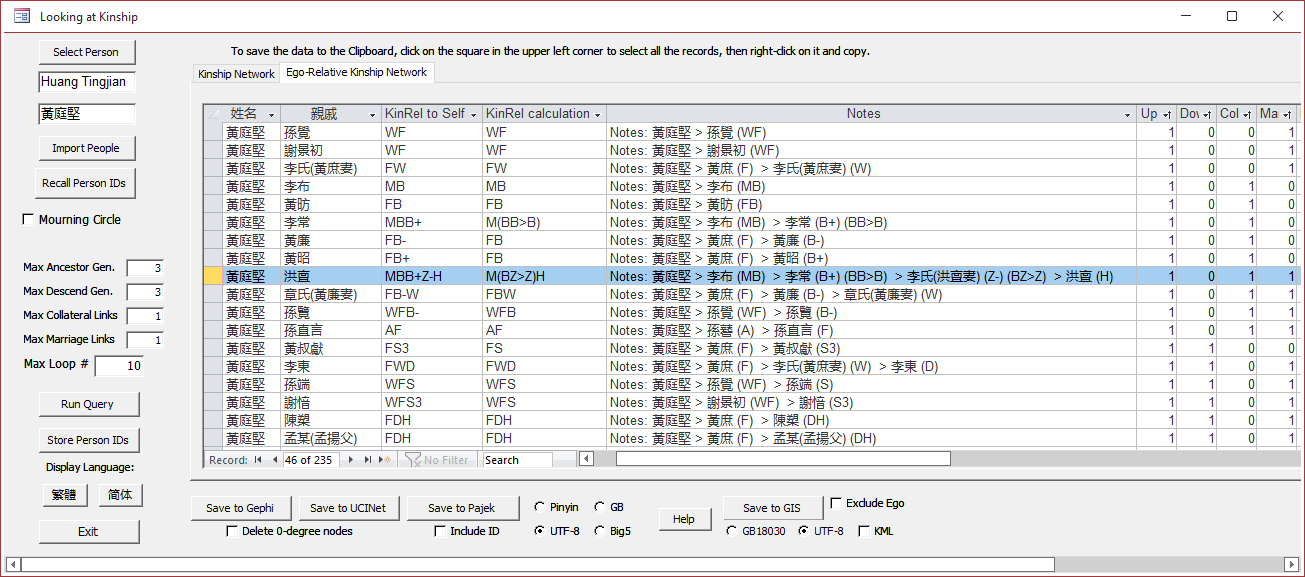 Looking at Kinship
Select Person
Huang Tingjian
黃庭堅
Import People
Recall Person IDs
Mourning Circle
Max Ancestor Gen. 3
Max Descend Gen. 3
Max Collateral Links 1
Max Marriage Links 1
Max Loop # 10
Run Query
Store Person IDs
Display Language:
繁體 简体
Exit
To save the data to the Clipboard, click on the square in the upper left corner to select all the records, then right-click on it and copy.
Kinship Network Ego-Relative Kinship Network
姓名 親戚 KinRel to Self KinRel calculation Notes Up Dov Col Ma
黃庭堅 孫覺 WF WF Notes: 黃庭堅 > 孫覺 (WF) 1 0 0 1
黃庭堅 謝景初 WF WF Notes: 黃庭堅 > 謝景初 (WF) 1 0 0 1
黃庭堅 李氏(黃庶妻) FW FW Notes: 黃庭堅 > 黃庶 (F) > 李氏(黃庶妻) (W) 1 0 0 1
黃庭堅 李布 MB MB Notes: 黃庭堅 > 李布 (MB) 1 0 1 0
黃庭堅 黃昉 FB FB Notes: 黃庭堅 > 黃昉 (FB) 1 0 1 0
黃庭堅 李常 MBB+ M(BB>B) Notes: 黃庭堅 > 李布 (MB) > 李常 (B+) (BB>B) 1 0 1 0
黃庭堅 黃廉 FB- FB Notes: 黃庭堅 > 黃庶 (F) > 黃廉 (B-) 1 0 1 0
黃庭堅 黃昭 FB+ FB Notes: 黃庭堅 > 黃庶 (F) > 黃昭 (B+) 1 0 1 0
黃庭堅 洪亶 MBB+Z-H M(BZ>Z)H Notes: 黃庭堅 > 李布 (MB) > 李常 (B+) (BB>B) > 李氏(洪亶妻) (Z-) (BZ>Z) > 洪亶 (H) 1 0 1 1
黃庭堅 章氏(黃廉妻) FB-W FBW Notes: 黃庭堅 > 黃庶 (F) > 黃廉 (B-) > 章氏(黃廉妻) (W) 1 0 1 1
黃庭堅 孫覽 WFB- WFB Notes: 黃庭堅 > 孫覺 (WF) > 孫覽 (B-) 1 0 1 1
黃庭堅 孫直言 AF AF Notes: 黃庭堅 > 孫藝 (A) > 孫直言 (F) 1 0 1 1
黃庭堅 黃叔獻 FS3 FS Notes: 黃庭堅 > 黃庶 (F) > 黃叔獻 (S3) 1 1 0 0
黃庭堅 李東 FWD FWD Notes: 黃庭堅 > 黃庶 (F) > 李氏(黃庶妻) (W) > 李東 (D) 1 1 0 1
黃庭堅 孫端 WFS WFS Notes: 黃庭堅 > 孫覺 (WF) > 孫端 (S) 1 1 0 1
黃庭堅 謝愔 WFS3 WFS Notes: 黃庭堅 > 謝景初 (WF) > 謝愔 (S3) 1 1 0 1
黃庭堅 陳槊 FDH FDH Notes: 黃庭堅 > 黃庶 (F) > 陳槊 (DH) 1 1 0 1
黃庭堅 孟某(孟揚父) FDH FDH Notes: 黃庭堅 > 黃庶 (F) > 孟某(孟揚父) (DH) 1 1 0 1
Record: 46 of 235 No Filter Search
Save to Gephi Save to UCINet Save to Pajek Pinyin GB Help Save to GIS Exclude Ego
Delete 0-degree nodes Include ID UTF-8 Big5 GB18030 UTF-8 KML